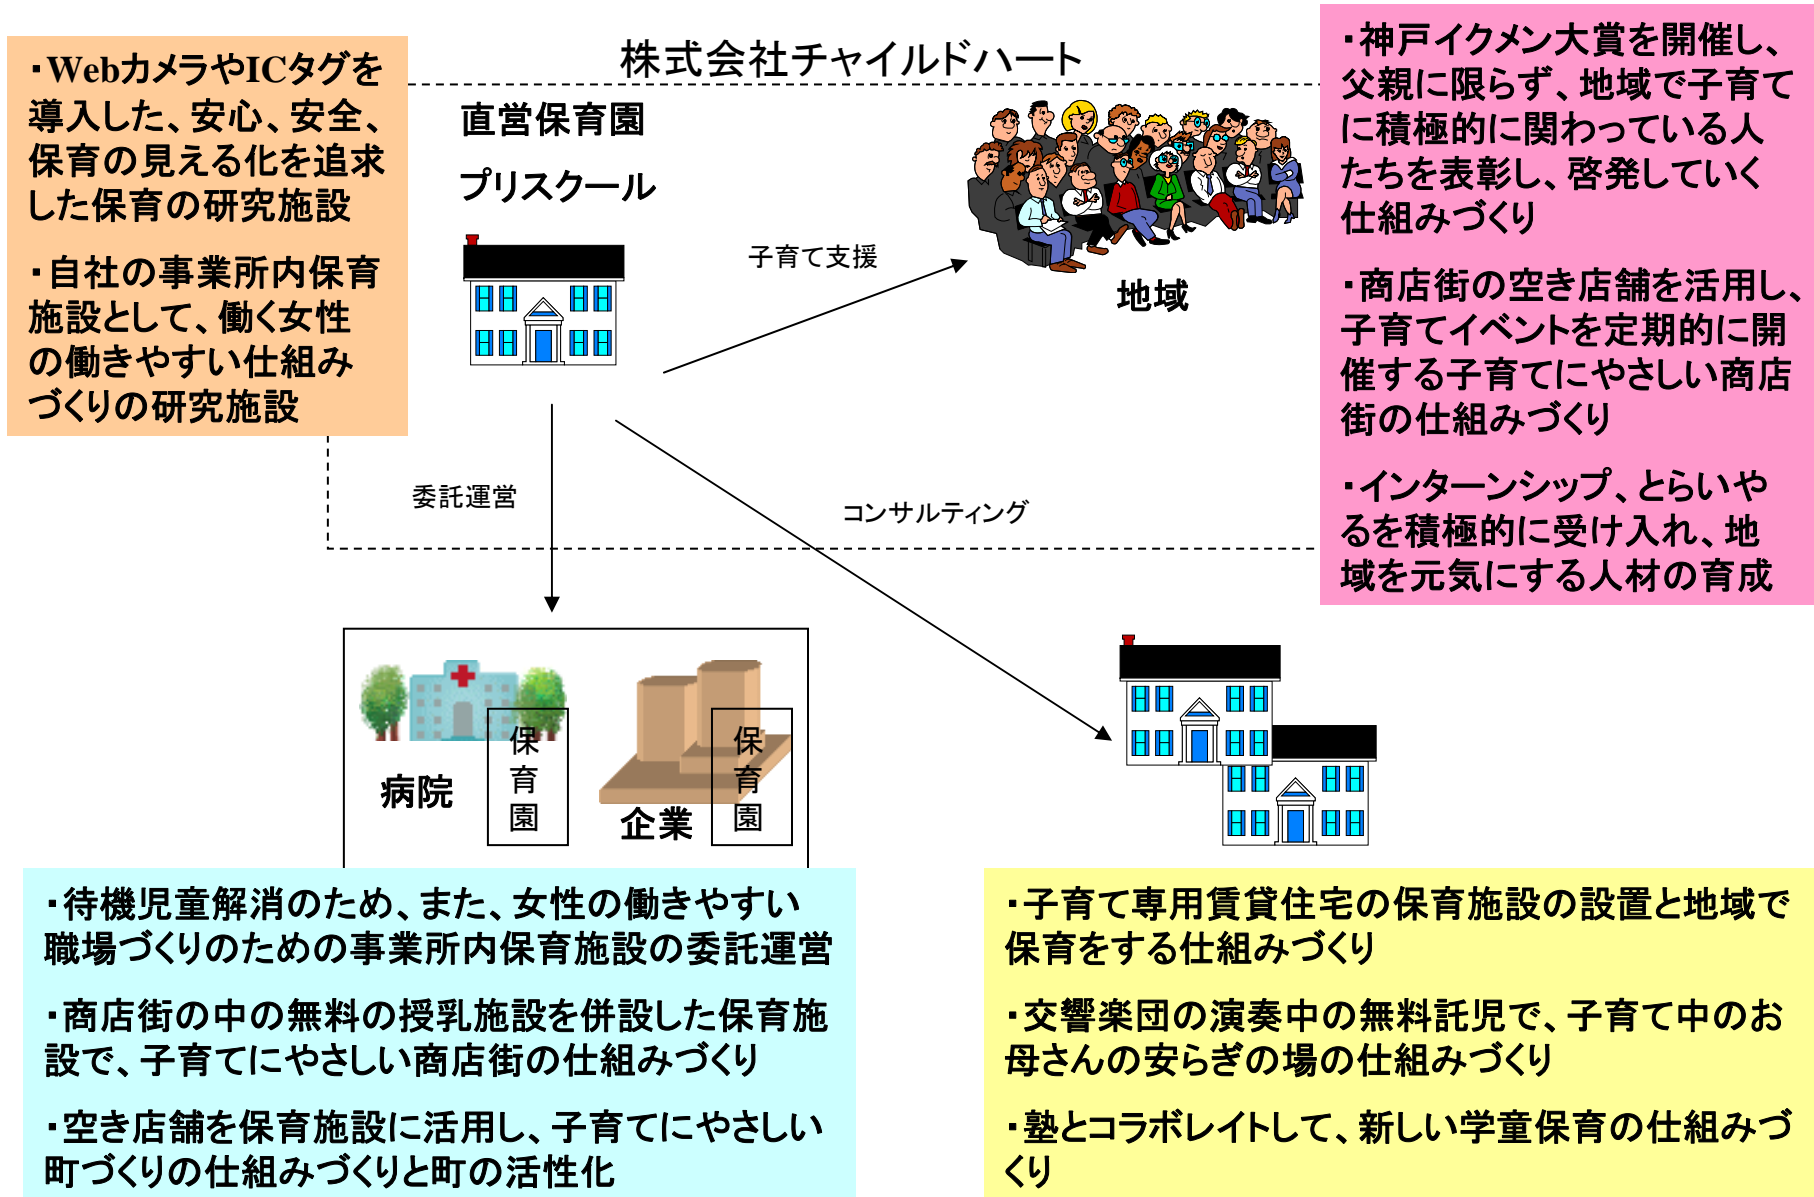 株式会社チャイルドハート
・WebカメラやICタグを
導入した、安心、安全、
保育の見える化を追求
した保育の研究施設
・自社の事業所内保育
施設として、働く女性
の働きやすい仕組み
づくりの研究施設
直営保育園
プリスクール
子育て支援
地域
・神戸イクメン大賞を開催し、
父親に限らず、地域で子育て
に積極的に関わっている人
たちを表彰し、啓発していく
仕組みづくり
・商店街の空き店舗を活用し、
子育てイベントを定期的に開
催する子育てにやさしい商店
街の仕組みづくり
・インターンシップ、とらいや
るを積極的に受け入れ、地
域を元気にする人材の育成
委託運営
コンサルティング
病院
保
育
園
企業
保
育
園
・待機児童解消のため、また、女性の働きやすい
職場づくりのための事業所内保育施設の委託運営
・商店街の中の無料の授乳施設を併設した保育施
設で、子育てにやさしい商店街の仕組みづくり
・空き店舗を保育施設に活用し、子育てにやさしい
町づくりの仕組みづくりと町の活性化
・子育て専用賃貸住宅の保育施設の設置と地域で
保育をする仕組みづくり
・交響楽団の演奏中の無料託児で、子育て中のお
母さんの安らぎの場の仕組みづくり
・塾とコラボレイトして、新しい学童保育の仕組みづ
くり